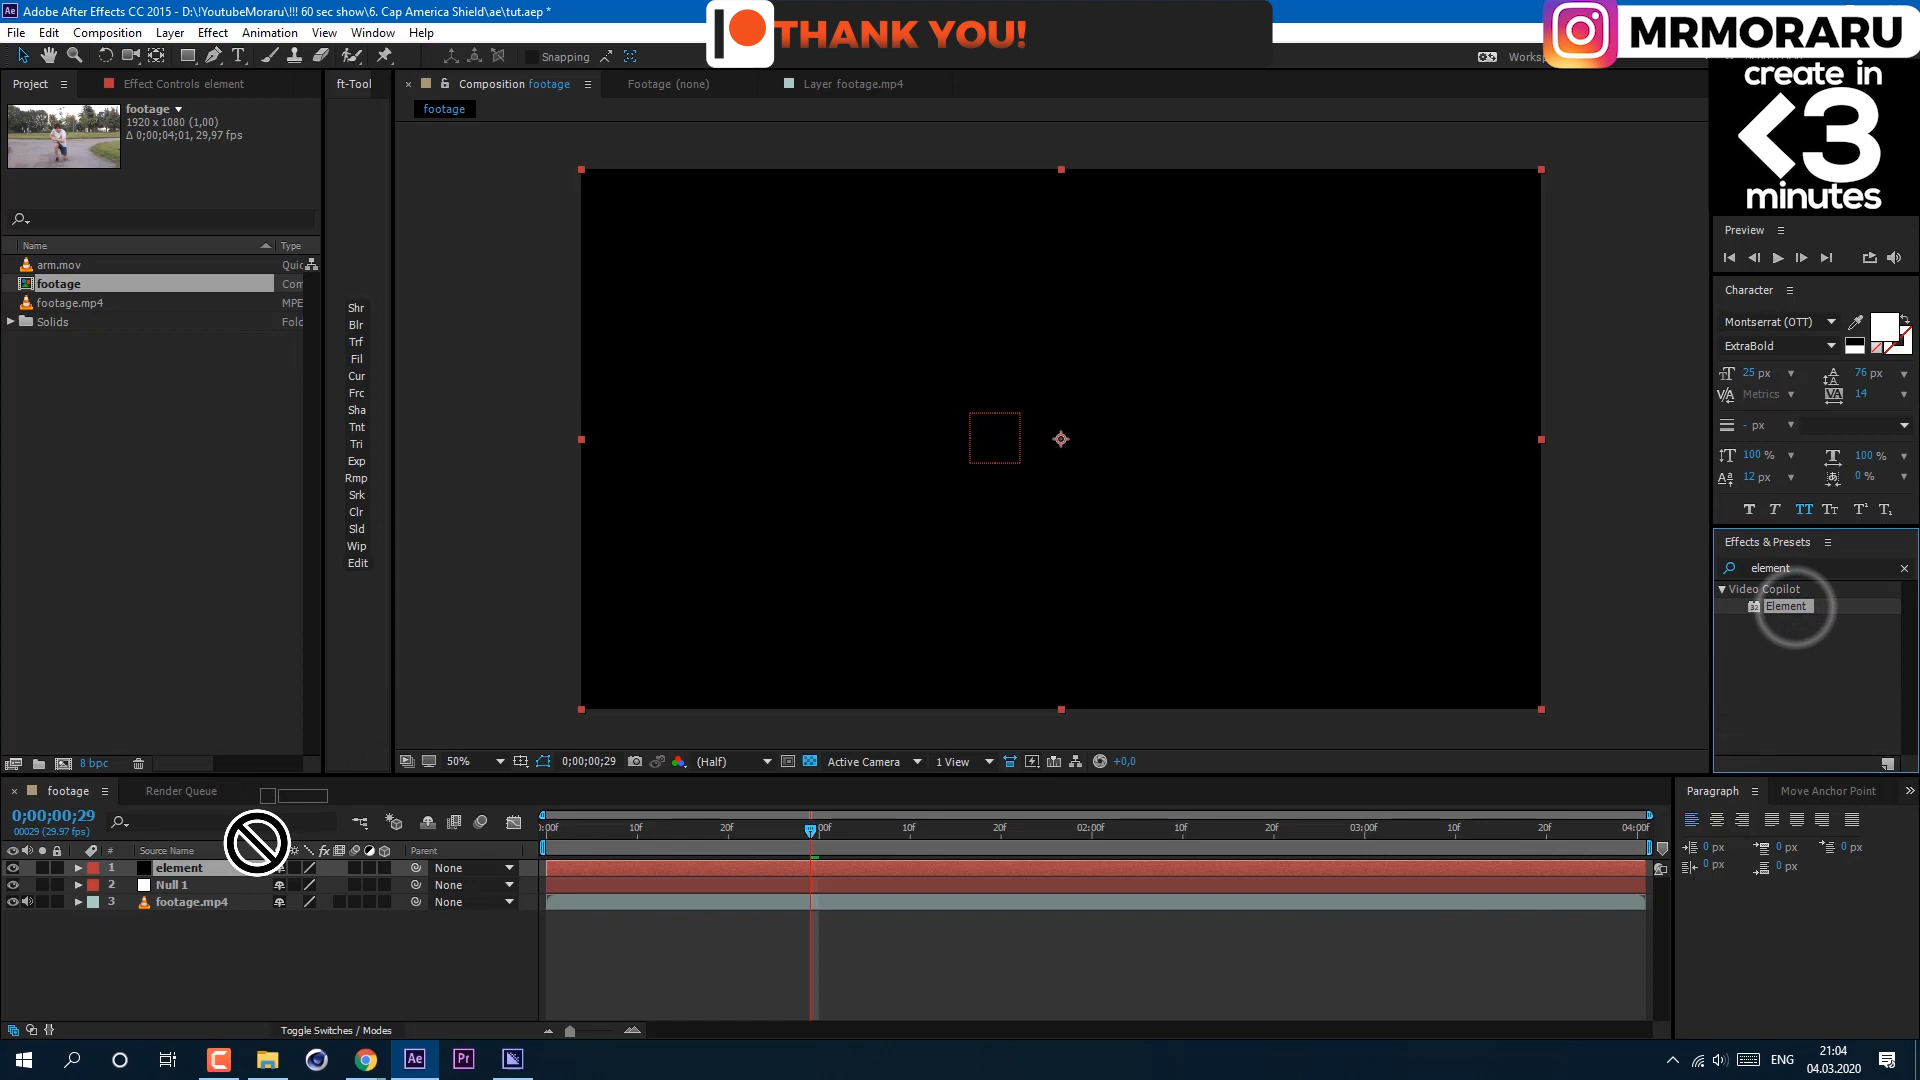 Adobe After Effects CC 2015 - D:\!YoutubeMoraru\!!! 60 sec show\6. Cap America Shield\ae\tut.aep *
THANK YOU!
MRMORARU
File Edit Composition Layer Effect Animation View Window Help
Snapping
Works
create in
<3
minutes
Project
Effect Controls element
ft-Tool
Composition footage
Footage (none)
Layer footage.mp4
footage
footage
1920 x 1080 (1,00)
Δ 0;00;04;01, 29,97 fps
Name Type
arm.mov Quic
footage Com
footage.mp4 MPE
Solids Fold
Shr
Blr
Trf
Fil
Cur
Frc
Sha
Tnt
Tri
Exp
Rmp
Srk
Clr
Sld
Wip
Edit
Preview
Character
Montserrat (OTT)
ExtraBold
25 px 76 px
Metrics 14
- px
100 % 100 %
12 px 0 %
Effects & Presets
element
Video Copilot
Element
8 bpc
50% 0;00;00;29 (Half) Active Camera 1 View +0,0
footage Render Queue
0;00;00;29
00029 (29.97 fps)
:00f 10f 20f :00f 10f 20f 02:00f 10f 20f 03:00f 10f 20f 04:00f
# Source Name Parent
1 element None
2 Null 1 None
3 footage.mp4 None
Toggle Switches / Modes
Paragraph Move Anchor Point
0 px 0 px 0 px
0 px 0 px
Ae Pr
ENG 21:04
04.03.2020